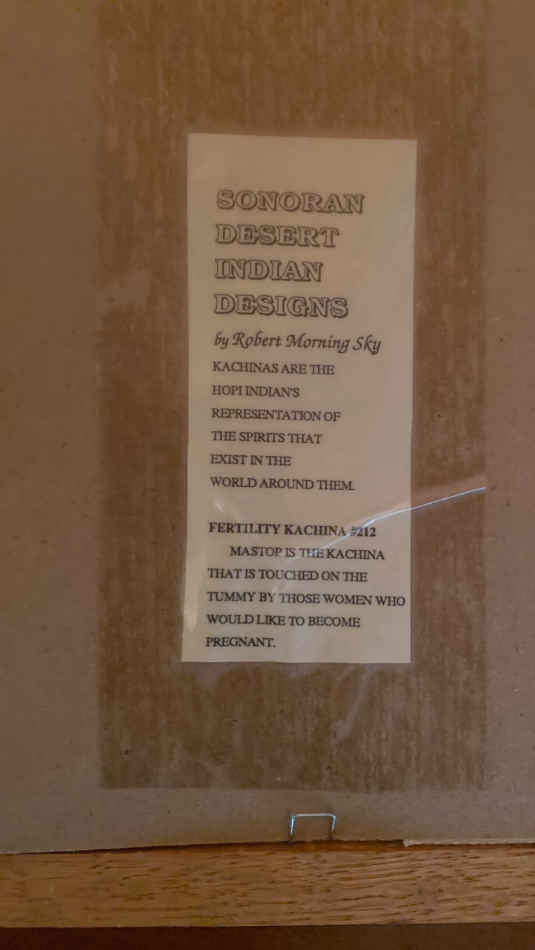 SONORAN
DESERT
INDIAN
DESIGNS
by Robert Morning Sky
KACHINAS ARE THE
HOPI INDIAN'S
REPRESENTATION OF
THE SPIRITS THAT
EXIST IN THE
WORLD AROUND THEM.
FERTILITY KACHINA #212
MASTOP IS THE KACHINA
THAT IS TOUCHED ON THE
TUMMY BY THOSE WOMEN WHO
WOULD LIKE TO BECOME
PREGNANT.